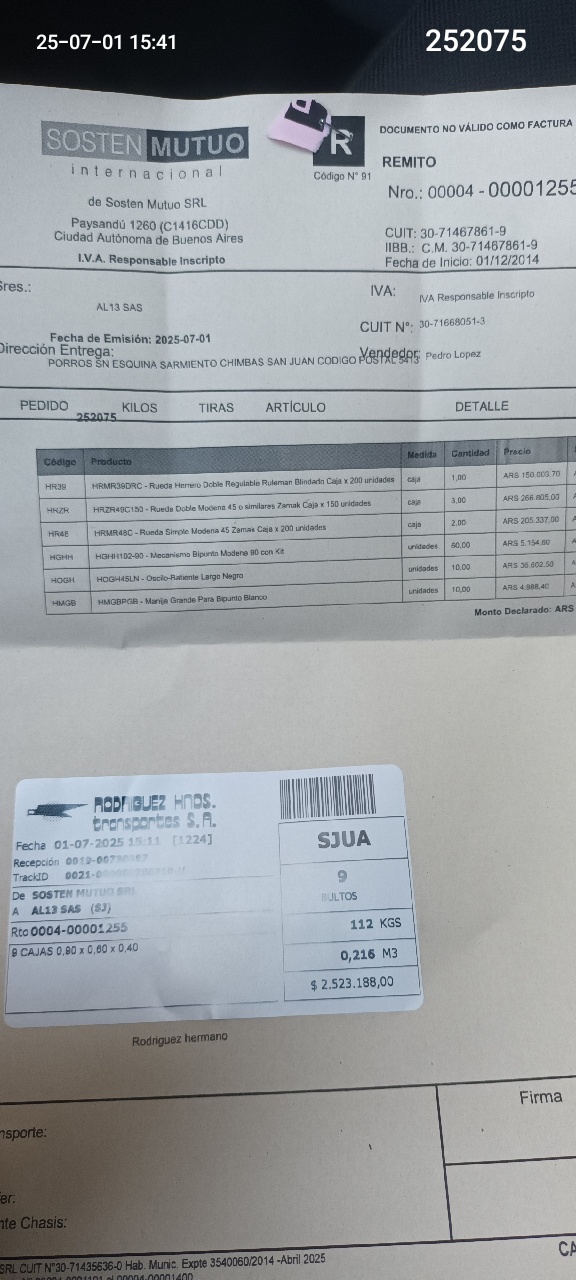 25-07-01 15:41
252075
SOSTEN MUTUO
internacional
de Sosten Mutuo SRL
Paysandú 1260 (C1416CDD)
Ciudad Autónoma de Buenos Aires
I.V.A. Responsable Inscripto
R
Código N° 91
DOCUMENTO NO VÁLIDO COMO FACTURA
REMITO
Nro.: 00004 - 00001255
CUIT: 30-71467861-9
IIBB.: C.M. 30-71467861-9
Fecha de Inicio: 01/12/2014
Sres.:
AL13 SAS
IVA: IVA Responsable Inscripto
CUIT N°: 30-71668051-3
Fecha de Emisión: 2025-07-01
Dirección Entrega:
Vendedor: Pedro Lopez
PORROS SN ESQUINA SARMIENTO CHIMBAS SAN JUAN CODIGO POSTAL 5413
PEDIDO KILOS TIRAS ARTÍCULO DETALLE
252075
Código Producto Medida Cantidad Precio
HR39 HRMR39DRC - Rueda Herrero Doble Regulable Ruleman Blindado Caja x 200 unidades caja 1,00 ARS 150.003,70
HRZR HRZR49C150 - Rueda Doble Modena 45 o similares Zamak Caja x 150 unidades caja 3,00 ARS 266.805,00
HR48 HRMR48C - Rueda Simple Modena 45 Zamak Caja x 200 unidades caja 2,00 ARS 205.337,00
HGHH HGHH102-90 - Mecanismo Bipunto Modena 90 con Kit unidades 60,00 ARS 5.154,60
HOGH HOGH45LN - Oscilo-Batiente Largo Negro unidades 10,00 ARS 36.602,50
HMGB HMGBPGB - Manija Grande Para Bipunto Blanco unidades 10,00 ARS 4.988,40
Monto Declarado: ARS
RODRIGUEZ HNOS.
transportes S.A.
Fecha 01-07-2025 15:11 [1224]
Recepción
TrackID 0021-
De SOSTEN MUTUO SRL
A AL13 SAS (SJ)
Rto 0004-00001255
9 CAJAS 0,80 x 0,60 x 0,40
SJUA
9
BULTOS
112 KGS
0,216 M3
$ 2.523.188,00
Rodriguez hermano
Firma
nsporte:
fer:
nte Chasis:
SRL CUIT N°30-71435636-0 Hab. Munic. Expte 3540060/2014 -Abril 2025
CA